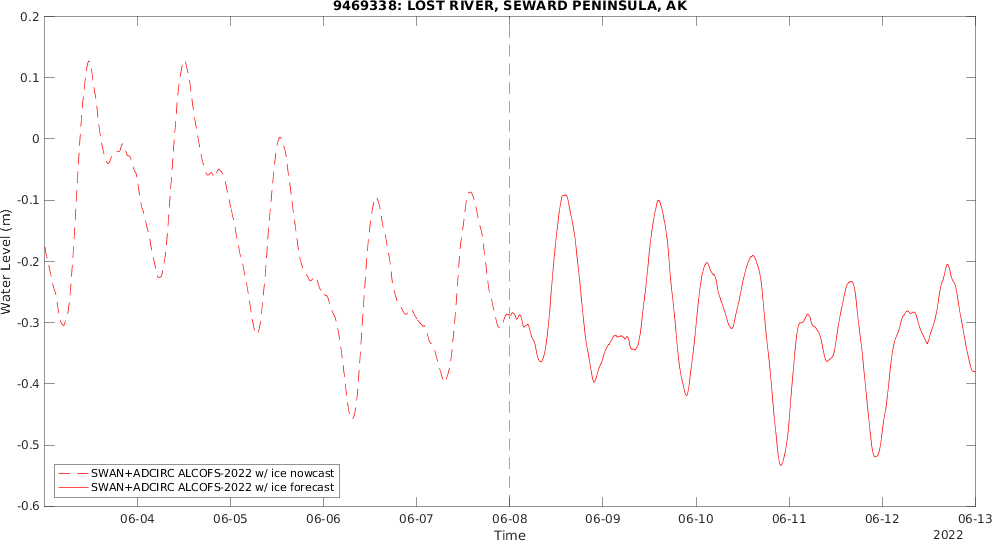 9469338: LOST RIVER, SEWARD PENINSULA, AK
0.2
0.1
0
-0.1
-0.2
-0.3
-0.4
-0.5
-0.6
Water Level (m)
SWAN+ADCIRC ALCOFS-2022 w/ ice nowcast
SWAN+ADCIRC ALCOFS-2022 w/ ice forecast
06-04 06-05 06-06 06-07 06-08 06-09 06-10 06-11 06-12 06-13
Time
2022